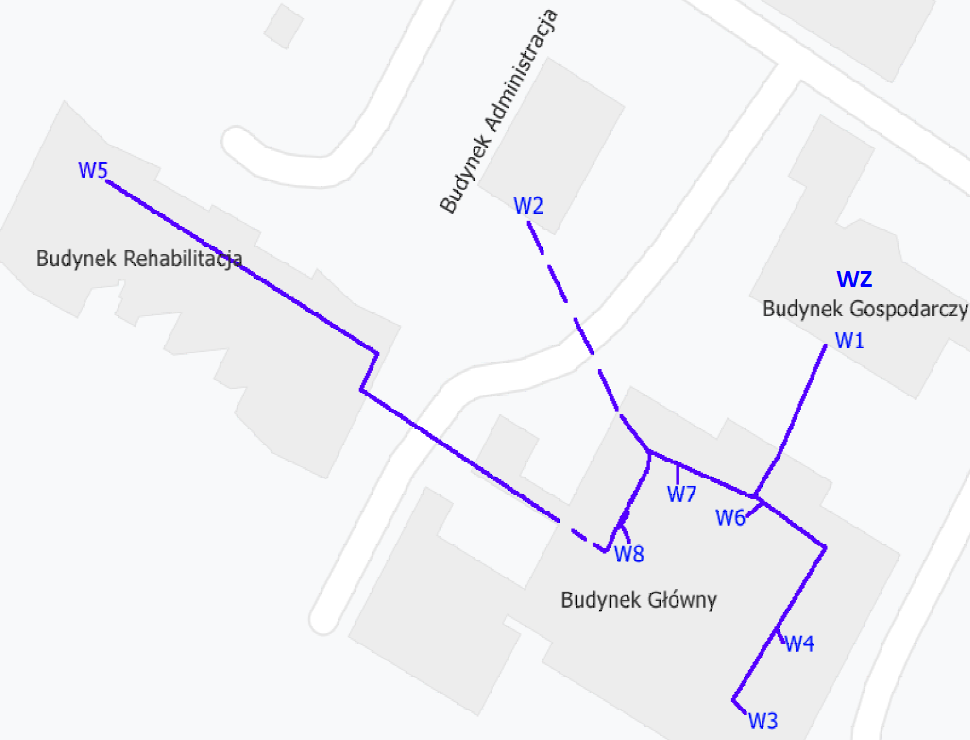 Budynek Administracja
W5
W2
Budynek Rehabilitacja
WZ
Budynek Gospodarczy
W1
W7
W6
W8
Budynek Główny
W4
W3